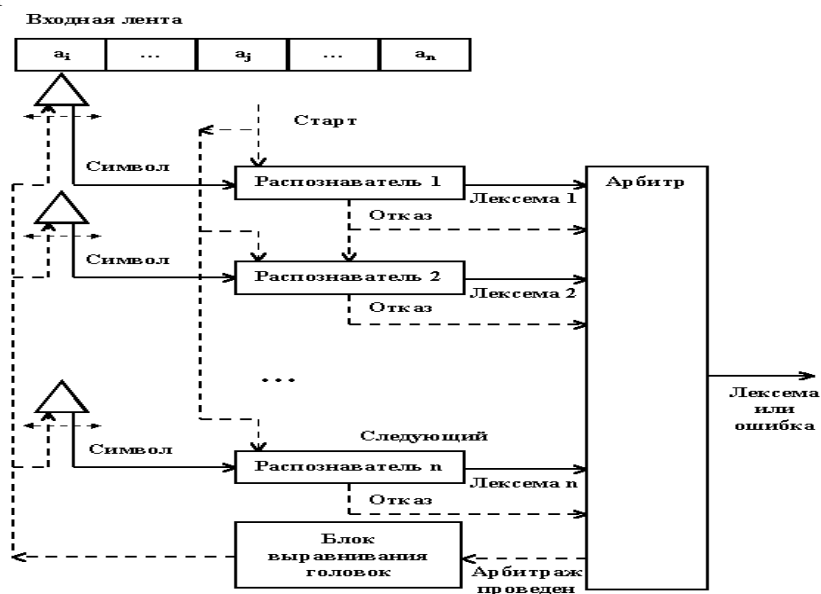 Входная лента
ai ... aj ... an
Старт
Символ
Распознаватель 1
Лексема 1
Арбитр
Отказ
Символ
Распознаватель 2
Лексема 2
Отказ
...
Лексема
или
ошибка
Следующий
Символ
Распознаватель n
Лексема n
Отказ
Блок
выравнивания
головок
Арбитраж
проведен